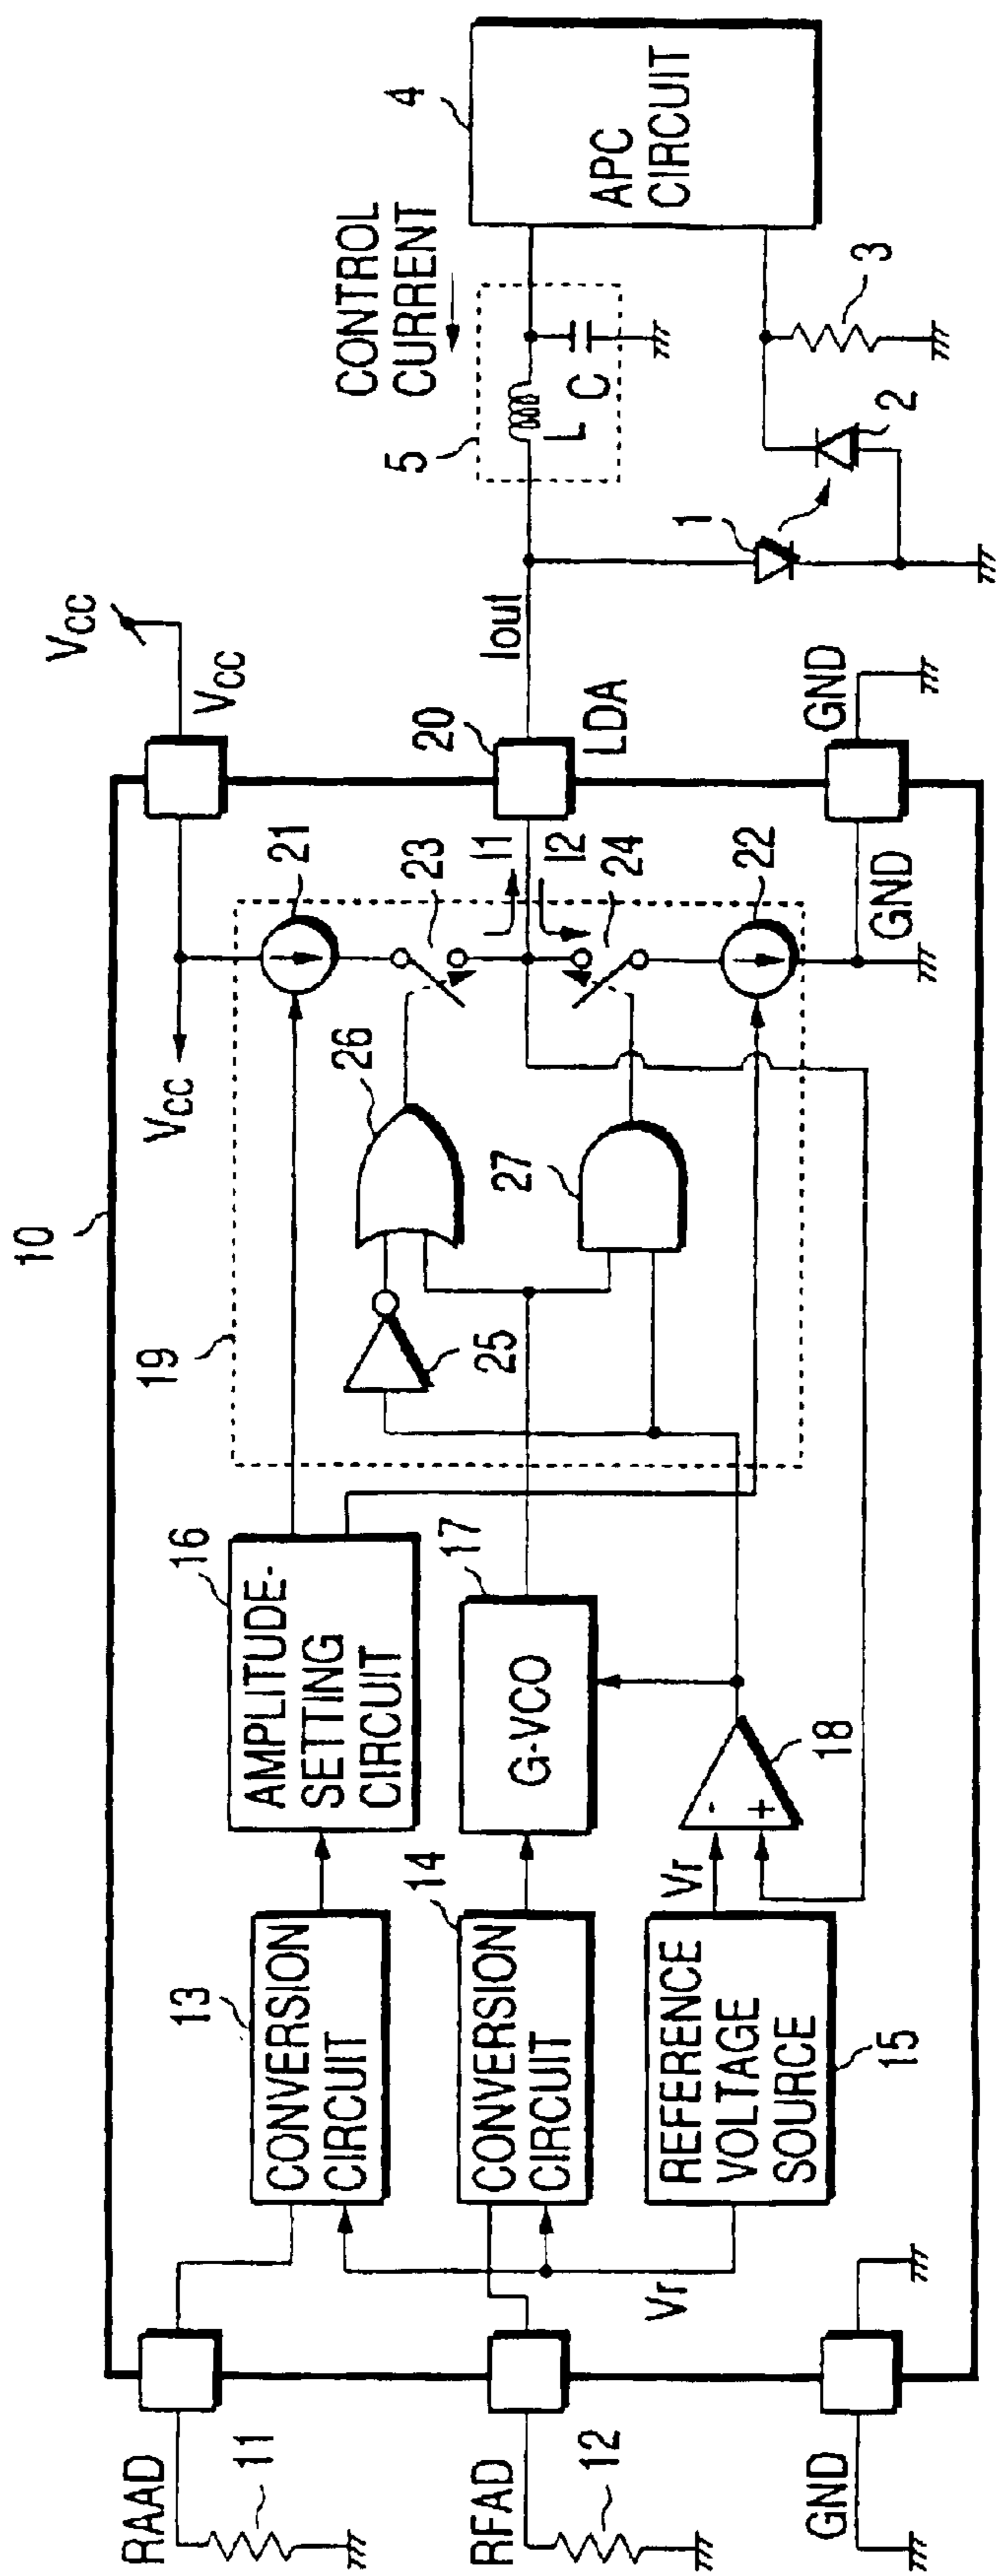 10
Vcc
Vcc
Vcc
RAAD
11
13
CONVERSION
CIRCUIT
16
AMPLITUDE-
SETTING
CIRCUIT
19
26
21
23
25
I1
I2
20
LDA
Iout
CONTROL
CURRENT
5
L
C
4
APC
CIRCUIT
RFAD
12
14
CONVERSION
CIRCUIT
17
G-VCO
27
24
22
1
2
3
Vr
REFERENCE
VOLTAGE
SOURCE
15
Vr
-
+
18
GND
GND
GND